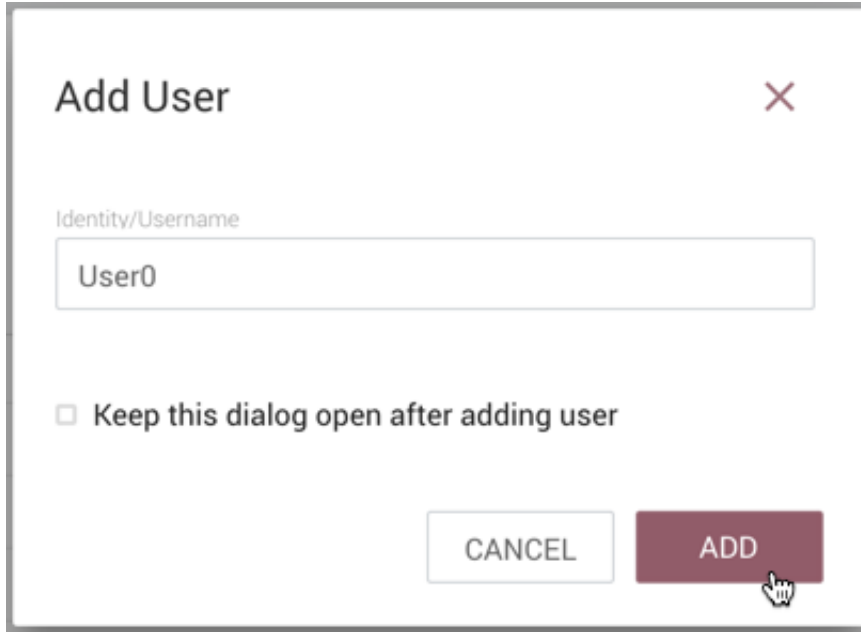 Add User
Identity/Username
User0
Keep this dialog open after adding user
CANCEL
ADD